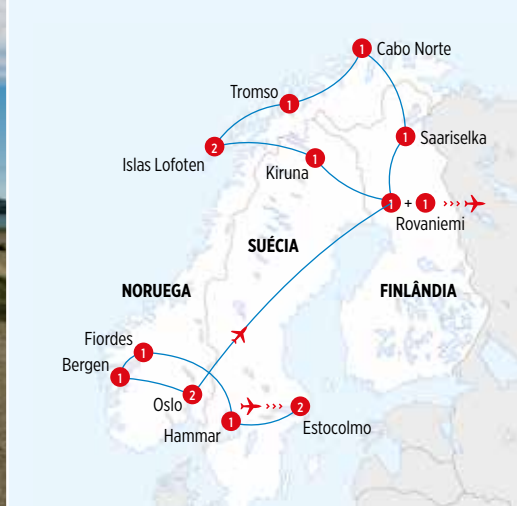 1 Cabo Norte
Tromso
1
1 Saariselka
2
Islas Lofoten
1
Kiruna
1 + 1
Rovaniemi
SUÉCIA
NORUEGA
FINLÂNDIA
Fiordes
1
Bergen
1
2
Oslo
2
Estocolmo
1
Hammar